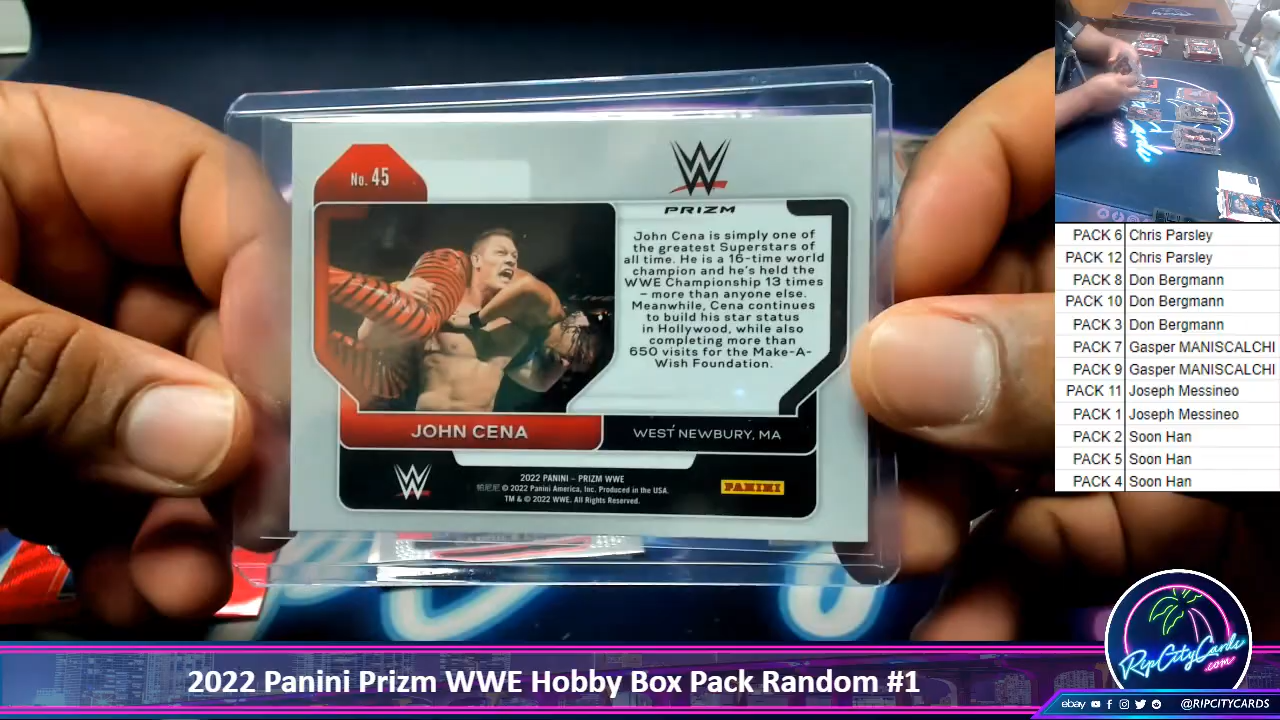 No. 45
W
PRIZM
John Cena is simply one of
the greatest Superstars of
all time. He is a 16-time world
champion and he's held the
WWE Championship 13 times
– more than anyone else.
Meanwhile, Cena continues
to build his star status
in Hollywood, while also
completing more than
650 visits for the Make-A-
Wish Foundation.
JOHN CENA
WEST NEWBURY, MA
2022 PANINI – PRIZM WWE
帕尼尼 © 2022 Panini America, Inc. Produced in the USA.
TM & © 2022 WWE. All Rights Reserved.
PANINI
PACK 6 Chris Parsley
PACK 12 Chris Parsley
PACK 8 Don Bergmann
PACK 10 Don Bergmann
PACK 3 Don Bergmann
PACK 7 Gasper MANISCALCHI
PACK 9 Gasper MANISCALCHI
PACK 11 Joseph Messineo
PACK 1 Joseph Messineo
PACK 2 Soon Han
PACK 5 Soon Han
PACK 4 Soon Han
RipCityCards
.com
2022 Panini Prizm WWE Hobby Box Pack Random #1
ebay @RIPCITYCARDS